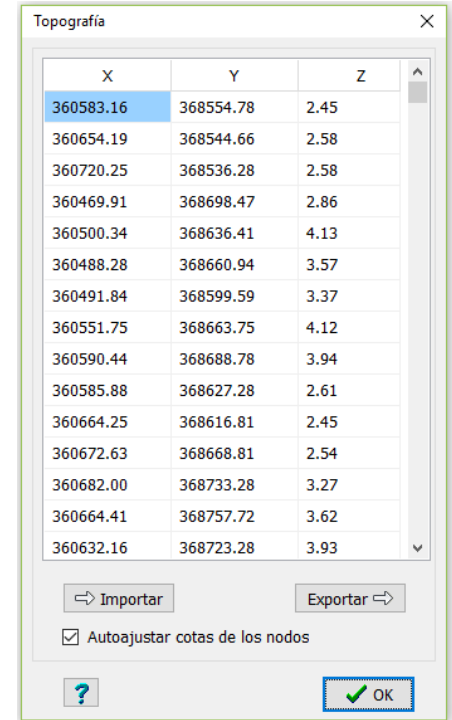 Topografía
X Y Z
360583.16 368554.78 2.45
360654.19 368544.66 2.58
360720.25 368536.28 2.58
360469.91 368698.47 2.86
360500.34 368636.41 4.13
360488.28 368660.94 3.57
360491.84 368599.59 3.37
360551.75 368663.75 4.12
360590.44 368688.78 3.94
360585.88 368627.28 2.61
360664.25 368616.81 2.45
360672.63 368668.81 2.54
360682.00 368733.28 3.27
360664.41 368757.72 3.62
360632.16 368723.28 3.93
Importar Exportar
Autoajustar cotas de los nodos
? OK